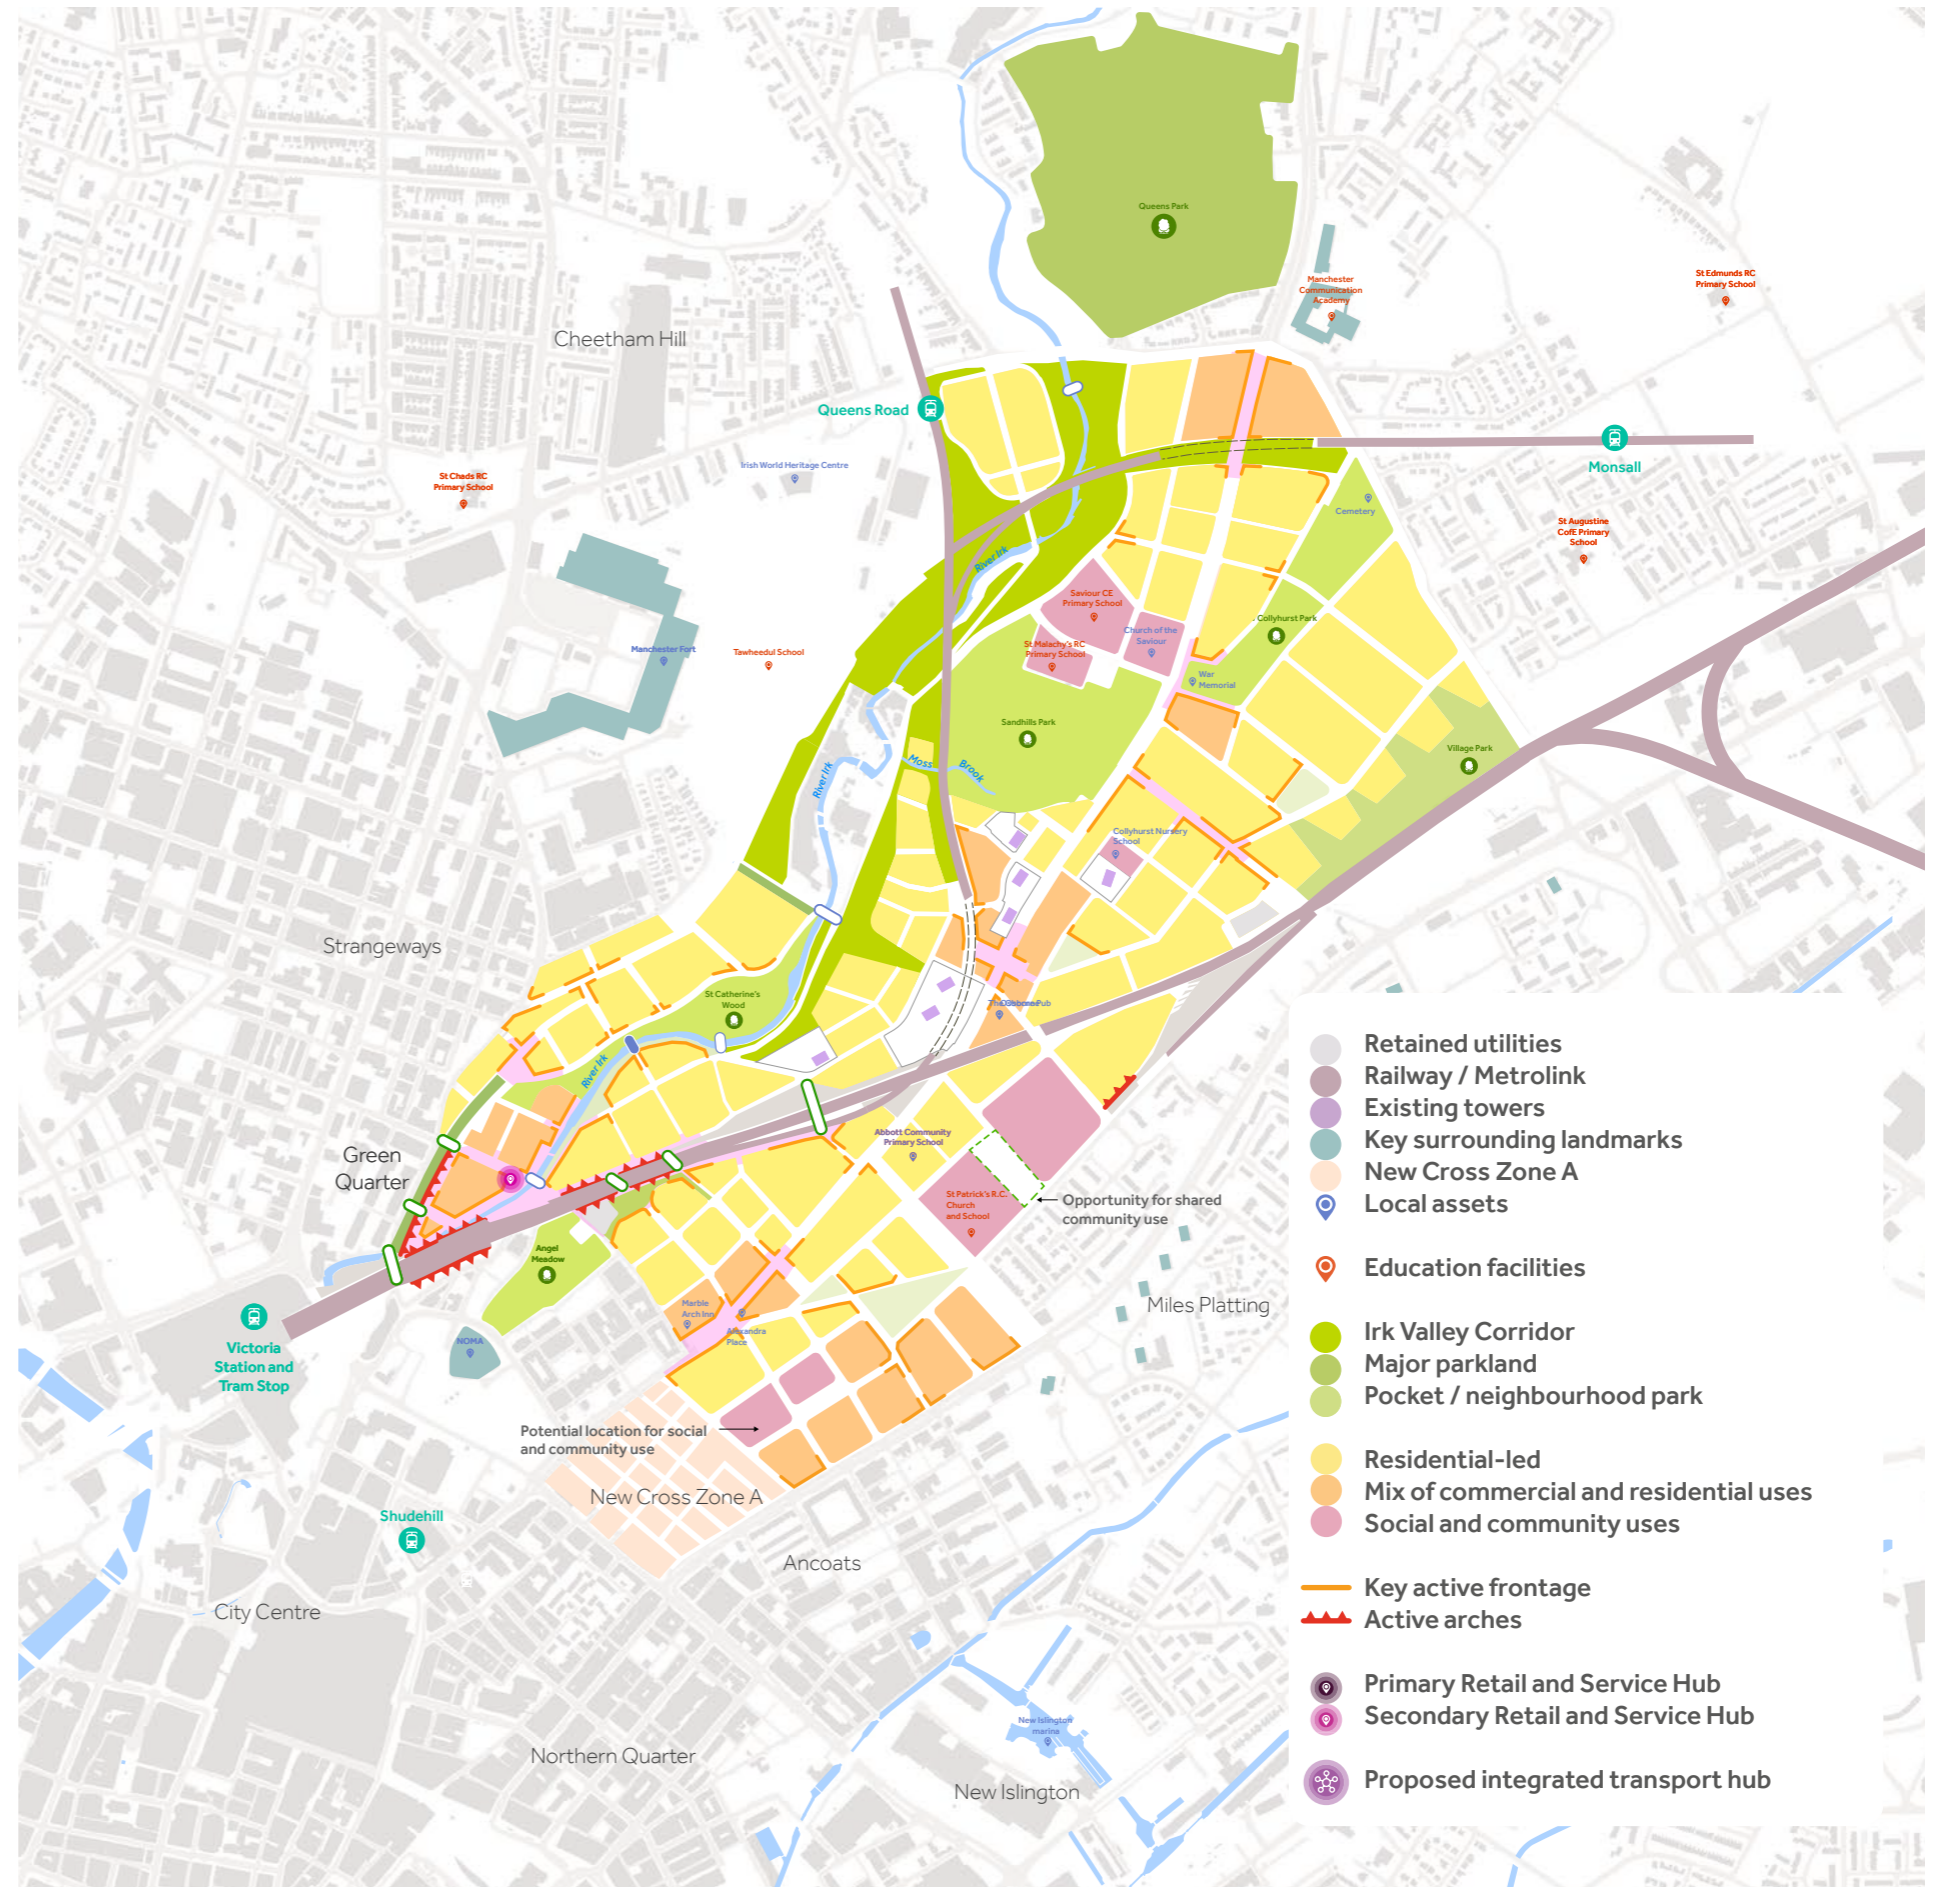 Queens Park
Manchester
Communication
Academy
St Edmunds RC
Primary School
Cheetham Hill
Queens Road
Monsall
Irish World Heritage Centre
St Chads RC
Primary School
Cemetery
St Augustine
CofE Primary
School
River Irk
Saviour CE
Primary School
Collyhurst Park
Church of the
Saviour
St Malachy's RC
Primary School
Manchester Fort
Tawheedul School
War
Memorial
Sandhills Park
Village Park
Moss
Brook
River Irk
Collyhurst Nursery
School
Strangeways
St Catherine's
Wood
Pub
River Irk
Green
Quarter
Abbott Community
Primary School
St Patrick's R.C.
Church
and School
Opportunity for shared
community use
Angel
Meadow
Miles Platting
Marble
Arch Inn
Alexandra
Place
NOMA
Victoria
Station and
Tram Stop
Potential location for social
and community use
New Cross Zone A
Shudehill
Ancoats
City Centre
New Islington
marina
Northern Quarter
New Islington
Retained utilities
Railway / Metrolink
Existing towers
Key surrounding landmarks
New Cross Zone A
Local assets
Education facilities
Irk Valley Corridor
Major parkland
Pocket / neighbourhood park
Residential-led
Mix of commercial and residential uses
Social and community uses
Key active frontage
Active arches
Primary Retail and Service Hub
Secondary Retail and Service Hub
Proposed integrated transport hub